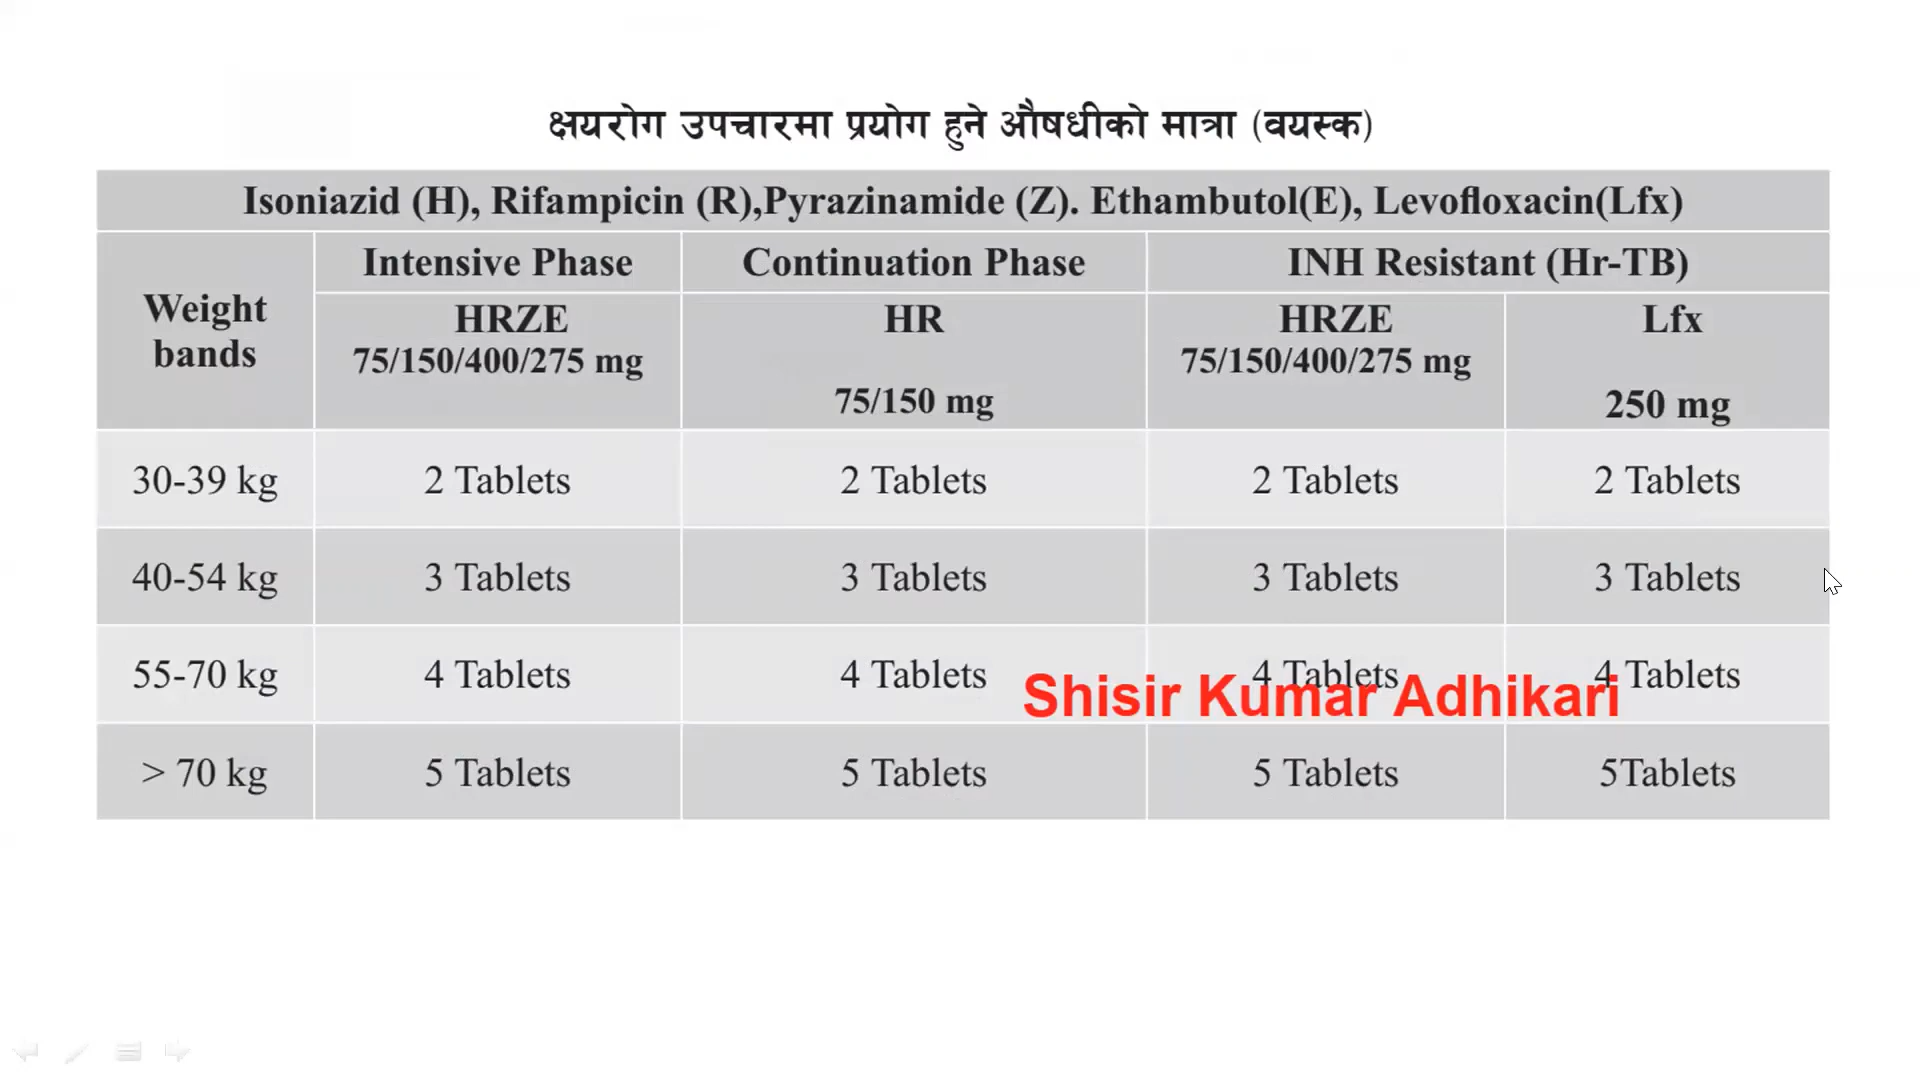 क्षयरोग उपचारमा प्रयोग हुने औषधीको मात्रा (वयस्क)
Isoniazid (H), Rifampicin (R),Pyrazinamide (Z). Ethambutol(E), Levofloxacin(Lfx)
Weight bands
Intensive Phase
Continuation Phase
INH Resistant (Hr-TB)
HRZE
75/150/400/275 mg
HR
75/150 mg
HRZE
75/150/400/275 mg
Lfx
250 mg
30-39 kg 2 Tablets 2 Tablets 2 Tablets 2 Tablets
40-54 kg 3 Tablets 3 Tablets 3 Tablets 3 Tablets
55-70 kg 4 Tablets 4 Tablets 4 Tablets 4 Tablets
Shisir Kumar Adhikari
> 70 kg 5 Tablets 5 Tablets 5 Tablets 5Tablets